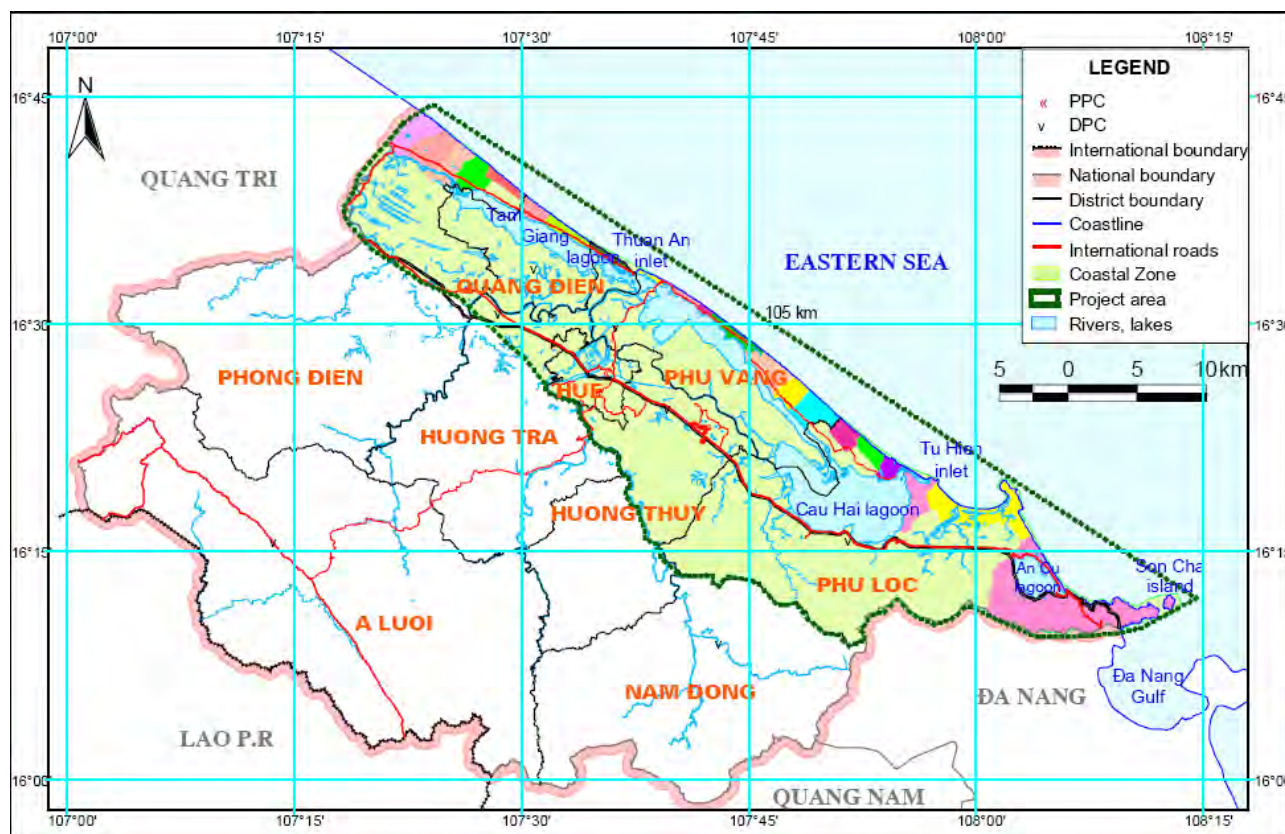 107°00'
107°15'
107°30'
107°45'
108°00'
108°15'
LEGEND
PPC
DPC
International boundary
National boundary
District boundary
Coastline
International roads
Coastal Zone
Project area
Rivers, lakes
N
16°45'
16°45'
QUANG TRI
Tam
Giang
lagoon
Thuan An
inlet
EASTERN SEA
QUANG DIEN
105 km
16°30'
16°30'
5 0 5 10km
PHONG DIEN
PHU VANG
HUE
HUONG TRA
Tu Hien
inlet
HUONG THUY
Cau Hai lagoon
16°15'
16°15'
An Cu
lagoon
Son Cha
island
PHU LOC
A LUOI
NAM DONG
ĐA NANG
Đa Nang
Gulf
LAO P.R
16°00'
16°00'
QUANG NAM
107°00'
107°15'
107°30'
107°45'
108°00'
108°15'